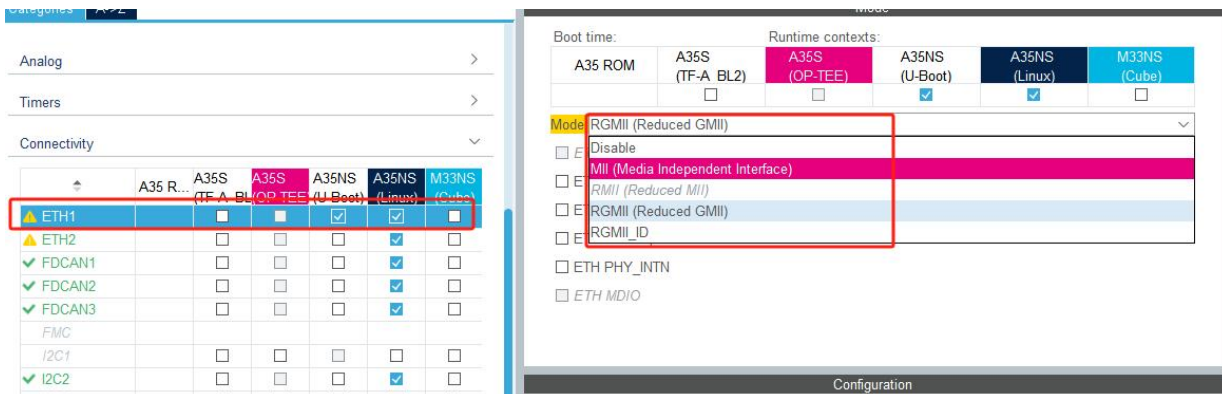 Categories A->Z
Analog
Timers
Connectivity
A35 R... A35S (TF-A BL A35S (OP-TEE A35NS (U-Boot) A35NS (Linux) M33NS (Cube)
ETH1
ETH2
FDCAN1
FDCAN2
FDCAN3
FMC
I2C1
I2C2
Mode
Boot time: Runtime contexts:
A35 ROM A35S (TF-A BL2) A35S (OP-TEE) A35NS (U-Boot) A35NS (Linux) M33NS (Cube)
Mode RGMII (Reduced GMII)
Disable
E MII (Media Independent Interface)
E RMII (Reduced MII)
E RGMII (Reduced GMII)
E RGMII_ID
ETH PHY_INTN
ETH MDIO
Configuration